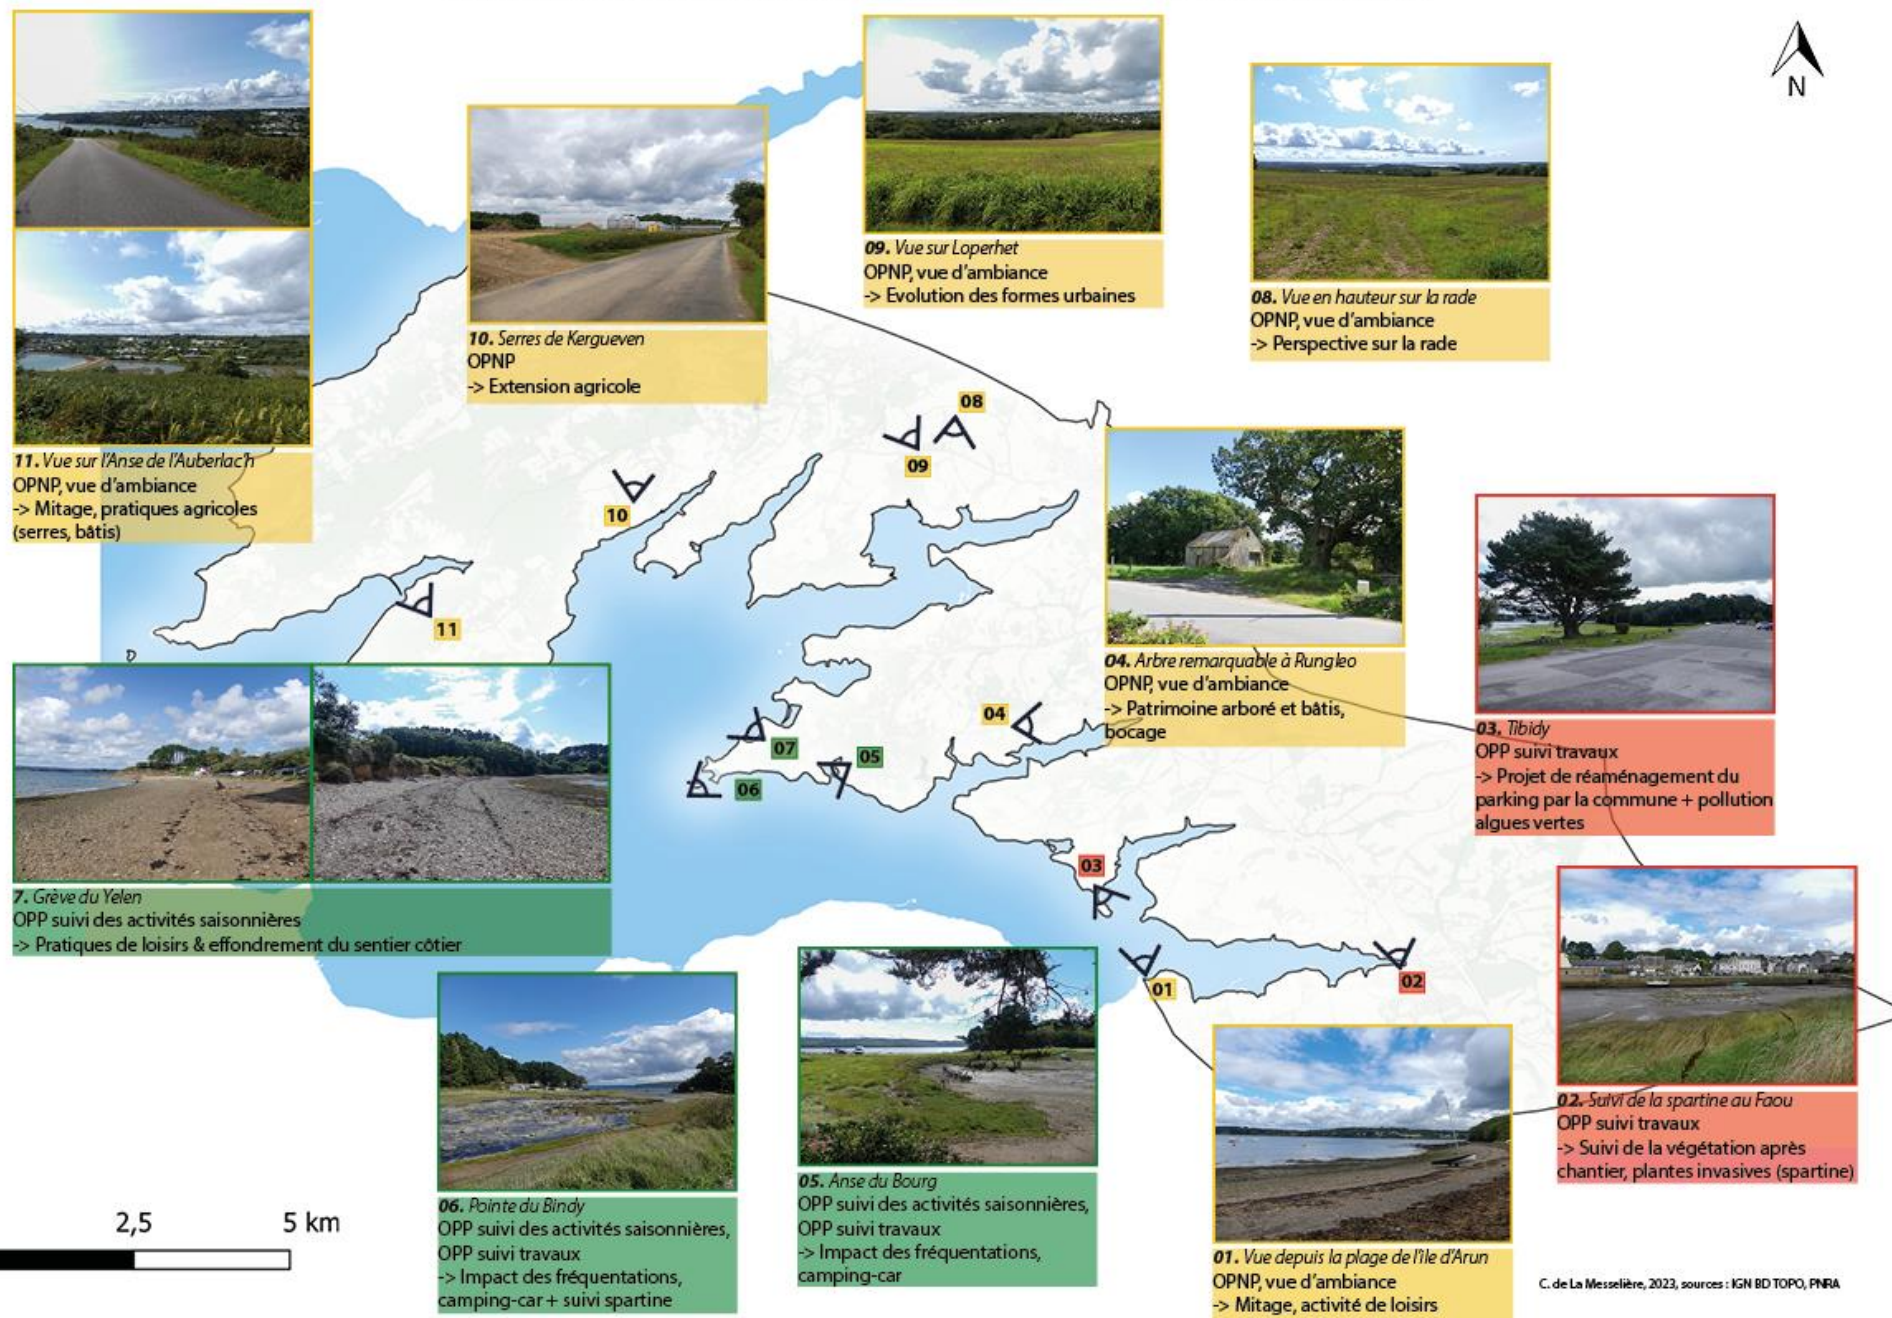 N
09. Vue sur Loperhet
OPNP, vue d'ambiance
-> Evolution des formes urbaines
08. Vue en hauteur sur la rade
OPNP, vue d'ambiance
-> Perspective sur la rade
10. Serres de Kergueven
OPNP
-> Extension agricole
11. Vue sur l'Anse de l'Auberlac'h
OPNP, vue d'ambiance
-> Mitage, pratiques agricoles
(serres, bâtis)
08
09
10
11
04. Arbre remarquable à Rungleo
OPNP, vue d'ambiance
-> Patrimoine arboré et bâtis,
bocage
03. Tibidy
OPP suivi travaux
-> Projet de réaménagement du
parking par la commune + pollution
algues vertes
04
07
05
06
03
01
02
7. Grève du Yelen
OPP suivi des activités saisonnières
-> Pratiques de loisirs & effondrement du sentier côtier
02. Suivi de la spartine au Faou
OPP suivi travaux
-> Suivi de la végétation après
chantier, plantes invasives (spartine)
05. Anse du Bourg
OPP suivi des activités saisonnières,
OPP suivi travaux
-> Impact des fréquentations,
camping-car
06. Pointe du Bindy
OPP suivi des activités saisonnières,
OPP suivi travaux
-> Impact des fréquentations,
camping-car + suivi spartine
01. Vue depuis la plage de l'île d'Arun
OPNP, vue d'ambiance
-> Mitage, activité de loisirs
2,5 5 km
C. de La Messelière, 2023, sources : IGN BD TOPO, PNRA